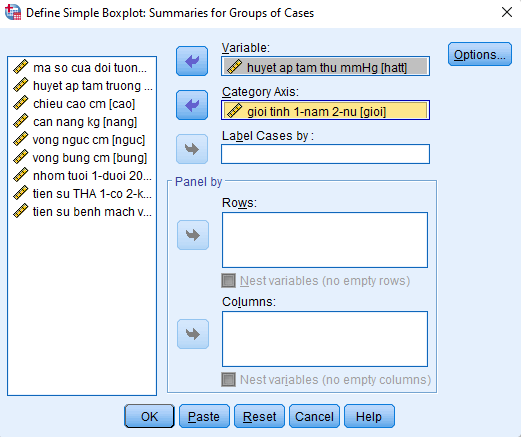 Define Simple Boxplot: Summaries for Groups of Cases
ma so cua doi tuon...
huyet ap tam truong ...
chieu cao cm [cao]
can nang kg [nang]
vong nguc cm [nguc]
vong bung cm [bung]
nhom tuoi 1-duoi 20...
tien su THA 1-co 2-k...
tien su benh mach v...
Variable:
huyet ap tam thu mmHg [hatt]
Category Axis:
gioi tinh 1-nam 2-nu [gioi]
Label Cases by :
Panel by
Rows:
Nest variables (no empty rows)
Columns:
Nest variables (no empty columns)
Options...
OK
Paste
Reset
Cancel
Help